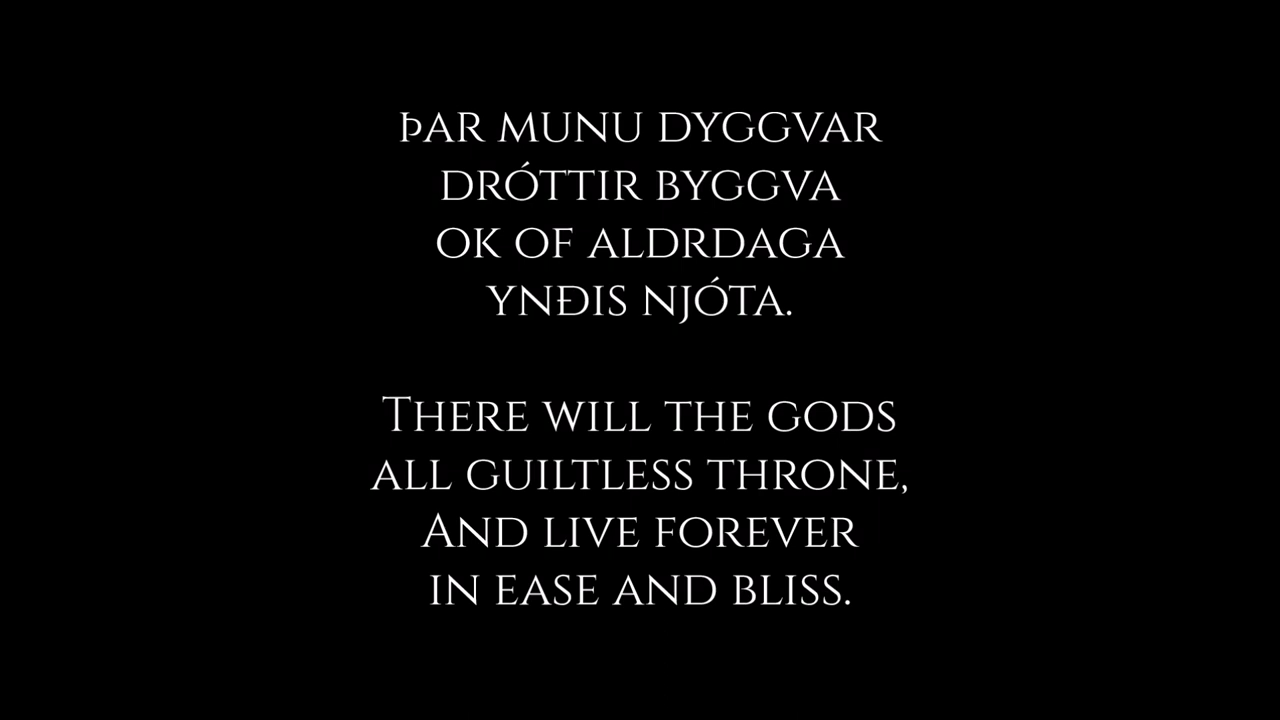 Þar munu dyggvar
dróttir byggva
ok of aldrdaga
ynðis njóta.
There will the gods
all guiltless throne,
And live forever
in ease and bliss.